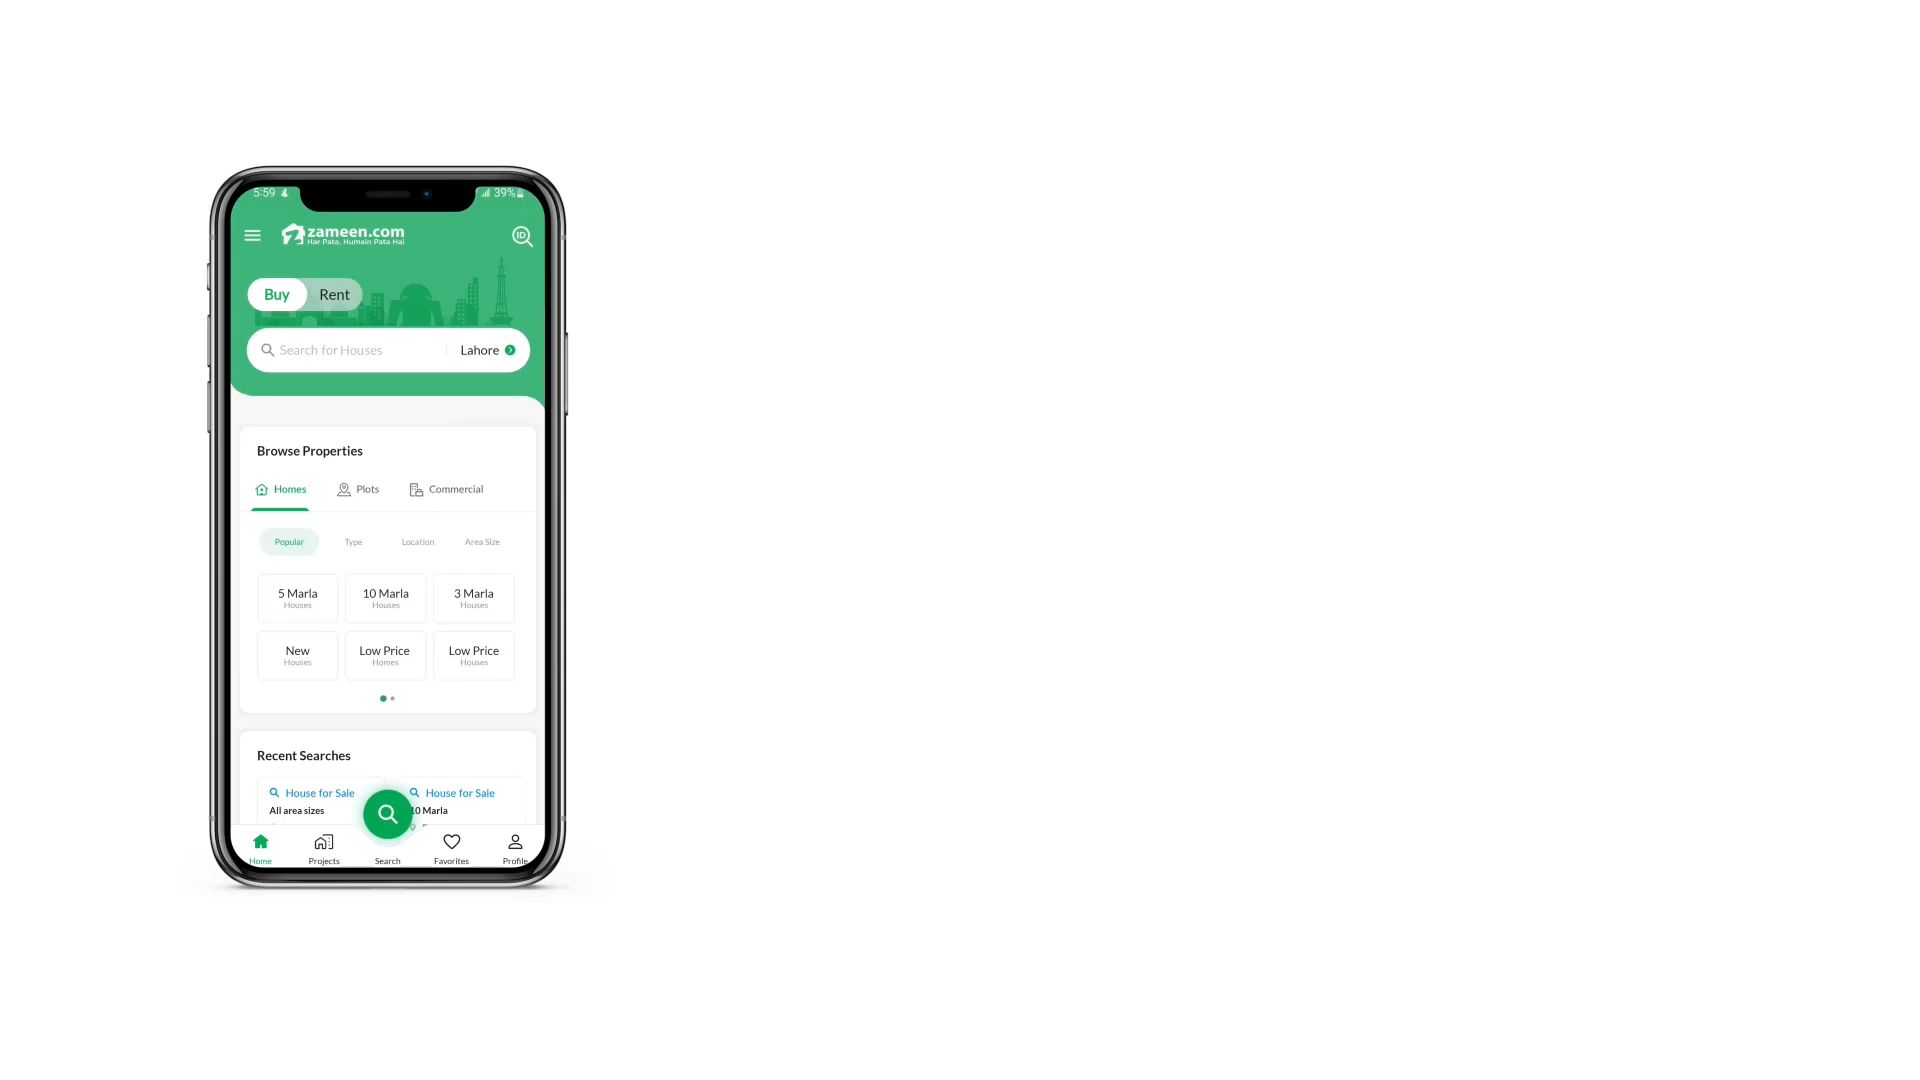 5:59
39%
zameen.com
Har Pata, Humain Pata Hai
ID
Buy Rent
Search for Houses Lahore
Browse Properties
Homes Plots Commercial
Popular Type Location Area Size
5 Marla 10 Marla 3 Marla
Houses Houses Houses
New Low Price Low Price
Houses Homes Houses
Recent Searches
House for Sale House for Sale
All area sizes 10 Marla
Home Projects Search Favorites Profile